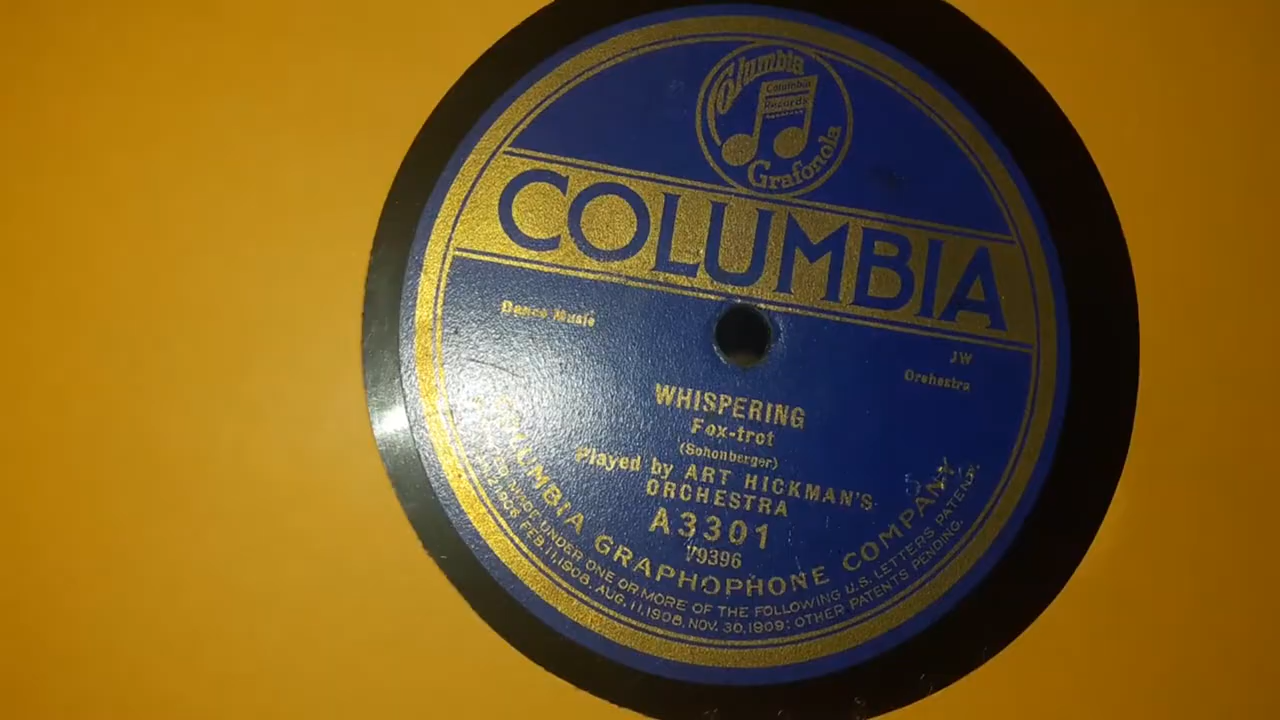 Columbia
Columbia
Records
Grafonola
COLUMBIA
Dance Music
JW
Orchestra
WHISPERING
Fox-trot
(Schonberger)
Played by ART HICKMAN'S
ORCHESTRA
A3301
79396
COLUMBIA GRAPHOPHONE COMPANY
MADE UNDER ONE OR MORE OF THE FOLLOWING U.S. LETTERS PATENT:
FEB. 11, 1908, AUG. 11, 1908, NOV. 30, 1909: OTHER PATENTS PENDING.